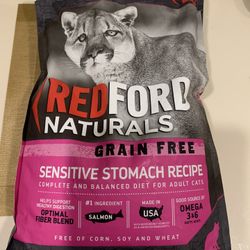 REDFORD
NATURALS
GRAIN FREE
SENSITIVE STOMACH RECIPE
COMPLETE AND BALANCED DIET FOR ADULT CATS
HELPS SUPPORT
HEALTHY DIGESTION
OPTIMAL
FIBER BLEND
#1 INGREDIENT
SALMON
MADE IN
USA
GOOD SOURCE OF
OMEGA
3&6
FATTY ACIDS
FREE OF CORN, SOY AND WHEAT